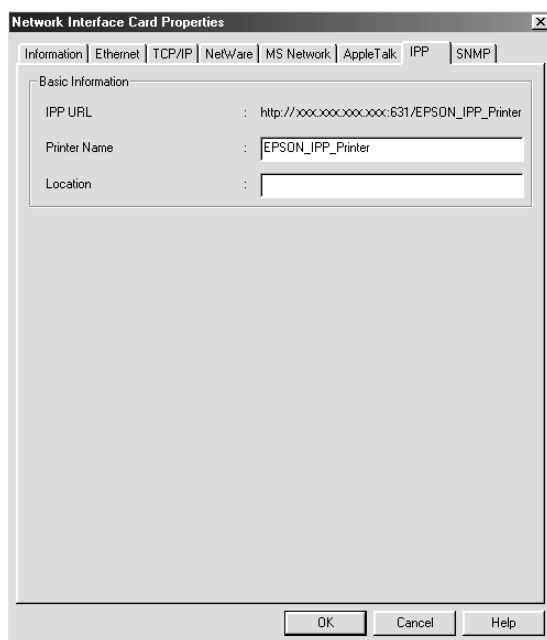 Network Interface Card Properties
Information Ethernet TCP/IP NetWare MS Network AppleTalk IPP SNMP
Basic Information
IPP URL : http://xxx.xxx.xxx.xxx:631/EPSON_IPP_Printer
Printer Name : EPSON_IPP_Printer
Location :
OK Cancel Help